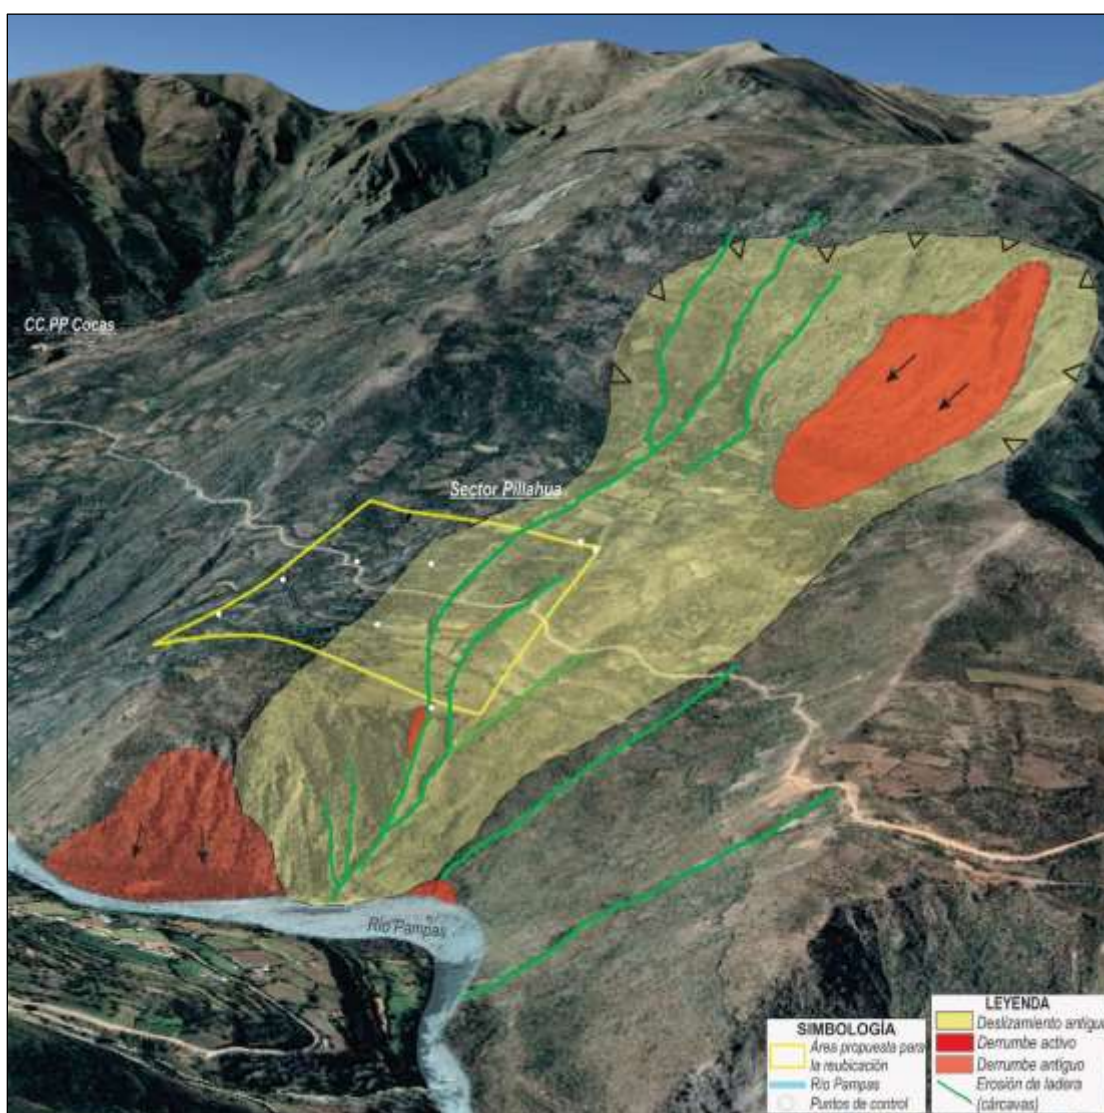 CC.PP Cocas
Sector Pillahua
Río Pampas
SIMBOLOGÍA
Área propuesta para
la reubicación
Río Pampas
Puntos de control
LEYENDA
Deslizamiento antiguo
Derrumbe activo
Derrumbe antiguo
Erosión de ladera
(cárcavas)